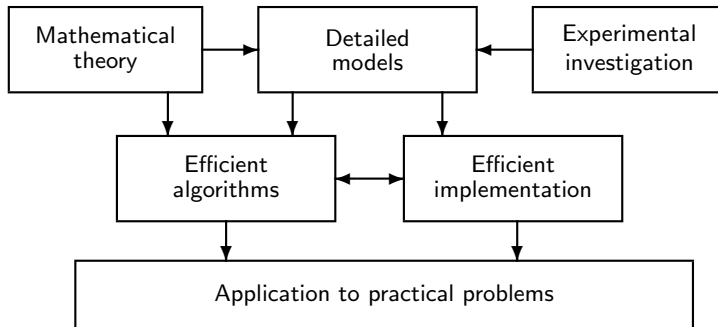 Mathematical
theory
Detailed
models
Experimental
investigation
Efficient
algorithms
Efficient
implementation
Application to practical problems